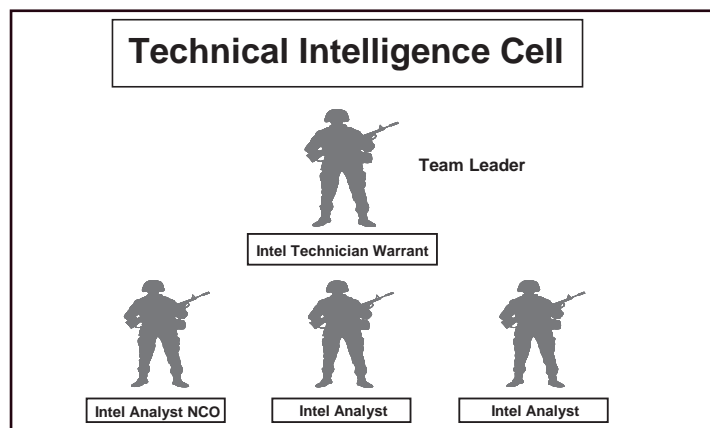 Technical Intelligence Cell
Team Leader
Intel Technician Warrant
Intel Analyst NCO
Intel Analyst
Intel Analyst